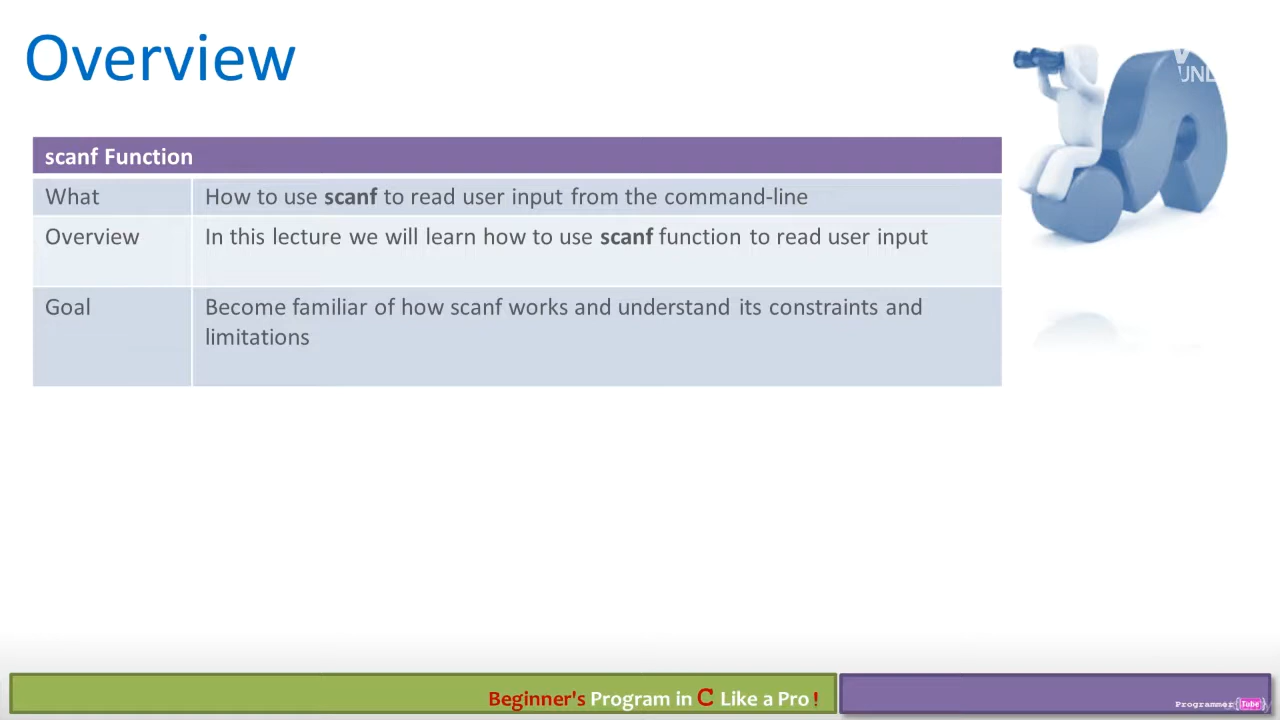 Overview
scanf Function
What How to use scanf to read user input from the command-line
Overview In this lecture we will learn how to use scanf function to read user input
Goal Become familiar of how scanf works and understand its constraints and
limitations
Beginner's Program in C Like a Pro !
Programmer{Tube}